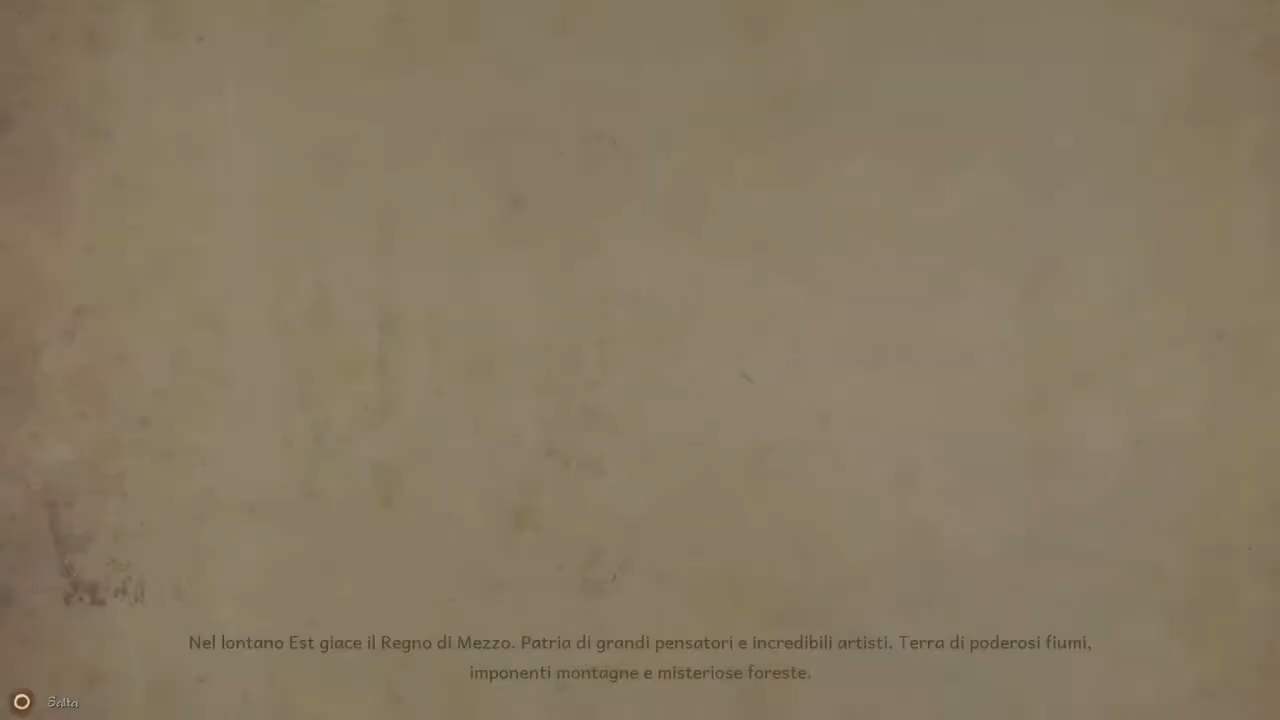 Nel lontano Est giace il Regno di Mezzo. Patria di grandi pensatori e incredibili artisti. Terra di poderosi fiumi,
imponenti montagne e misteriose foreste.
Salta